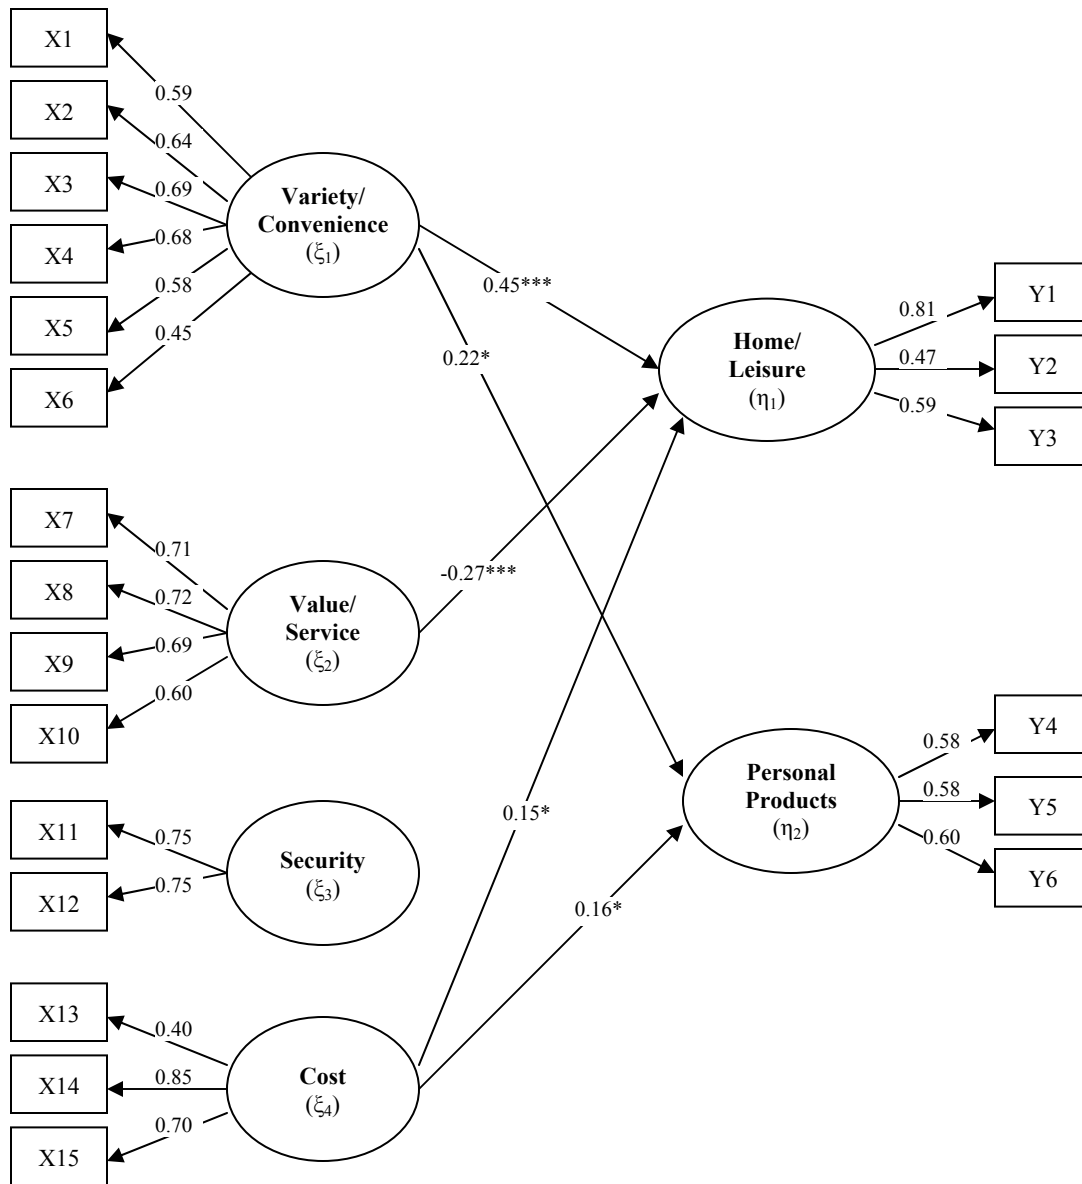 X1
0.59
X2
0.64
X3
0.69
X4
0.68
X5
0.58
X6
0.45
Variety/
Convenience
(ξ1)
0.45***
0.22*
Home/
Leisure
(η1)
0.81
Y1
0.47
Y2
0.59
Y3
X7
0.71
X8
0.72
X9
0.69
X10
0.60
Value/
Service
(ξ2)
-0.27***
X11
0.75
X12
0.75
Security
(ξ3)
0.15*
0.16*
Personal
Products
(η2)
0.58
Y4
0.58
Y5
0.60
Y6
X13
0.40
X14
0.85
X15
0.70
Cost
(ξ4)